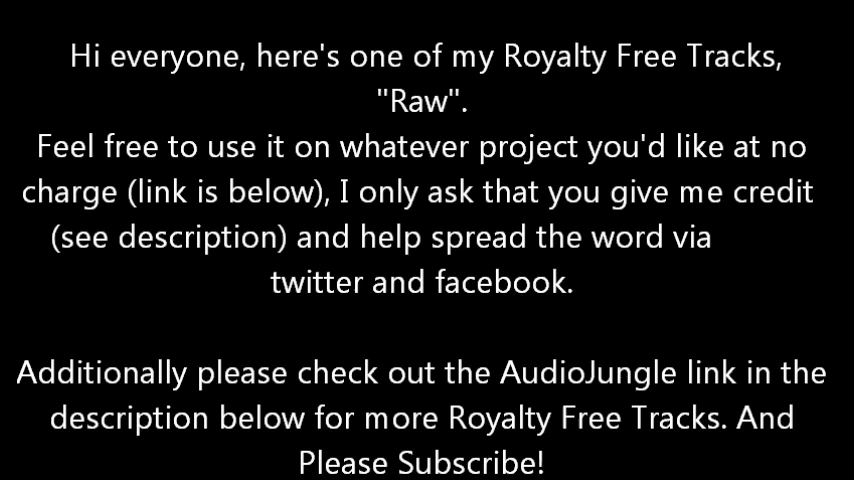 Hi everyone, here's one of my Royalty Free Tracks,
"Raw".
Feel free to use it on whatever project you'd like at no
charge (link is below), I only ask that you give me credit
(see description) and help spread the word via
twitter and facebook.
Additionally please check out the AudioJungle link in the
description below for more Royalty Free Tracks. And
Please Subscribe!